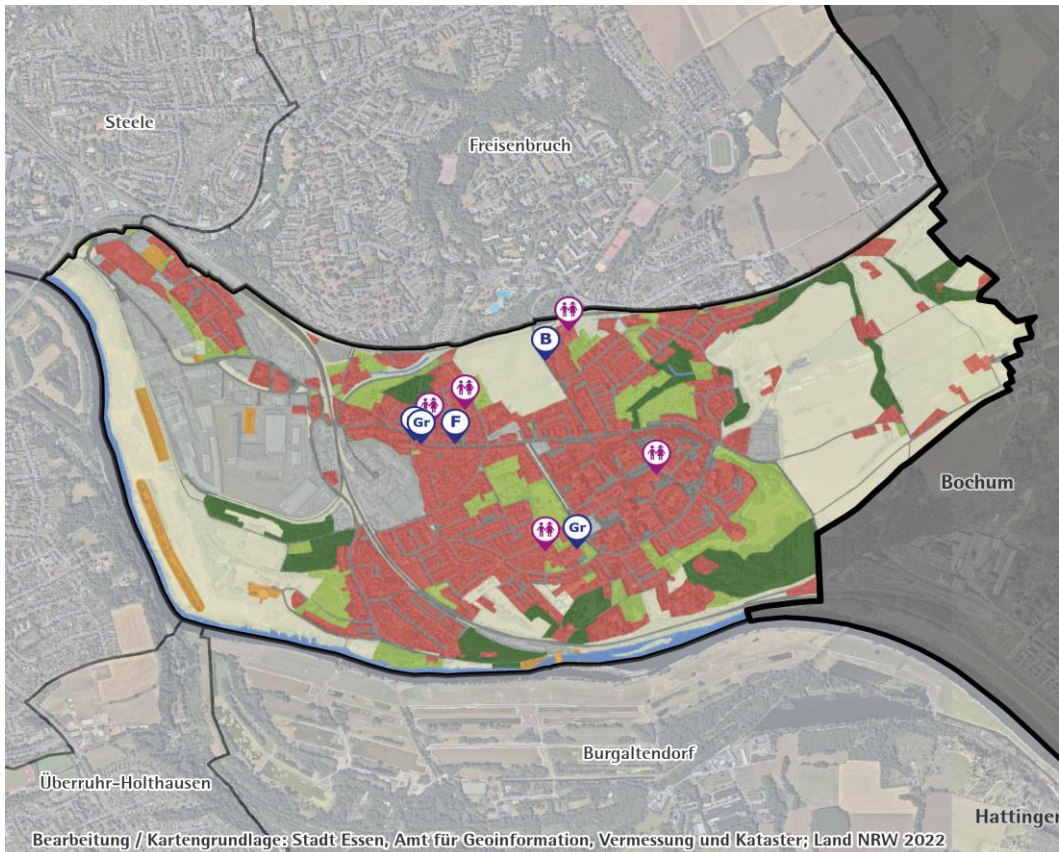 Steele
Freisenbruch
B
Gr
F
Bochum
Gr
Burgaltendorf
Überruhr-Holthausen
Hattingen
Bearbeitung / Kartengrundlage: Stadt Essen, Amt für Geoinformation, Vermessung und Kataster; Land NRW 2022